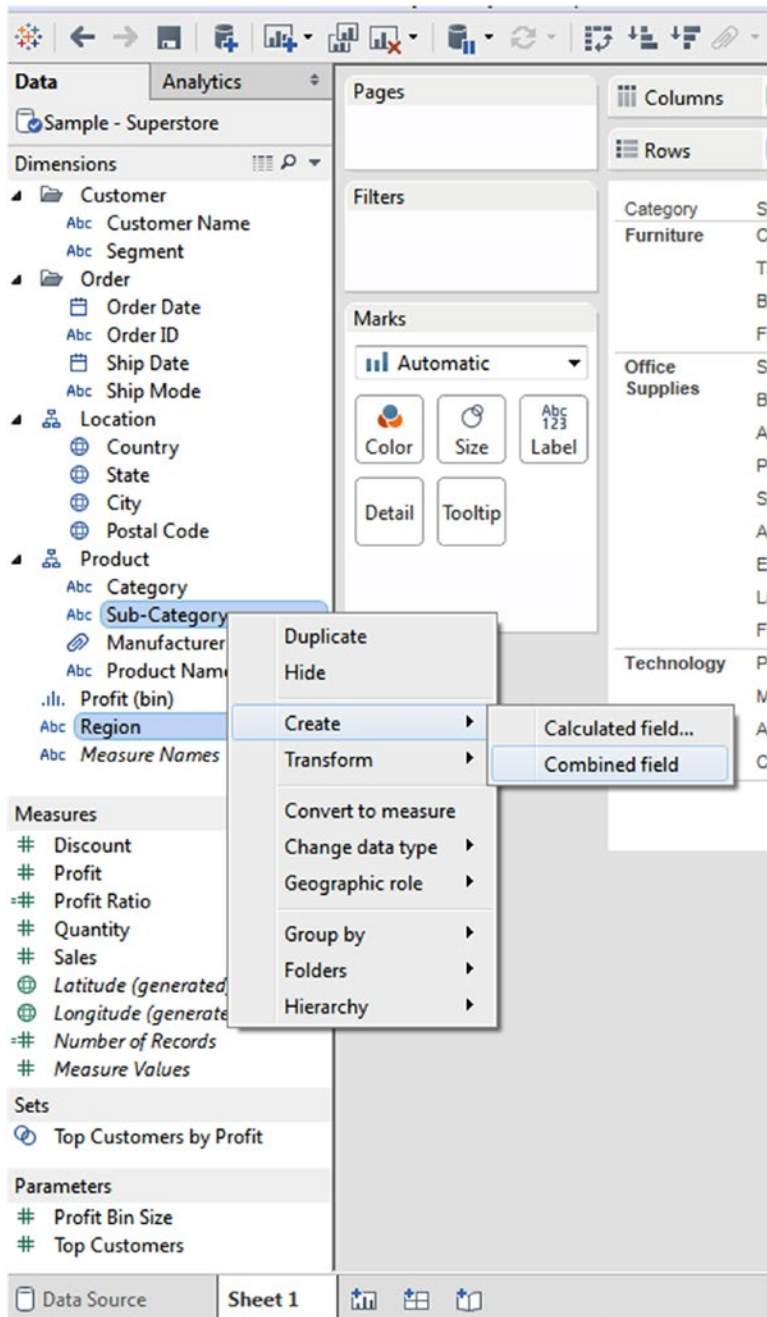 Data
Analytics
Sample - Superstore
Dimensions
Customer
Abc Customer Name
Abc Segment
Order
Order Date
Abc Order ID
Ship Date
Abc Ship Mode
Location
Country
State
City
Postal Code
Product
Abc Category
Abc Sub-Category
Manufacturer
Abc Product Name
Profit (bin)
Abc Region
Abc Measure Names
Measures
# Discount
# Profit
=# Profit Ratio
# Quantity
# Sales
Latitude (generated)
Longitude (generate
=# Number of Records
# Measure Values
Sets
Top Customers by Profit
Parameters
# Profit Bin Size
# Top Customers
Data Source
Sheet 1
Pages
Filters
Marks
Automatic
Color
Size
Abc
123
Label
Detail
Tooltip
Duplicate
Hide
Create
Transform
Convert to measure
Change data type
Geographic role
Group by
Folders
Hierarchy
Calculated field...
Combined field
Columns
Rows
Category S
Furniture C
T
B
F
Office S
Supplies B
A
P
S
A
E
La
F
Technology P
M
A
C